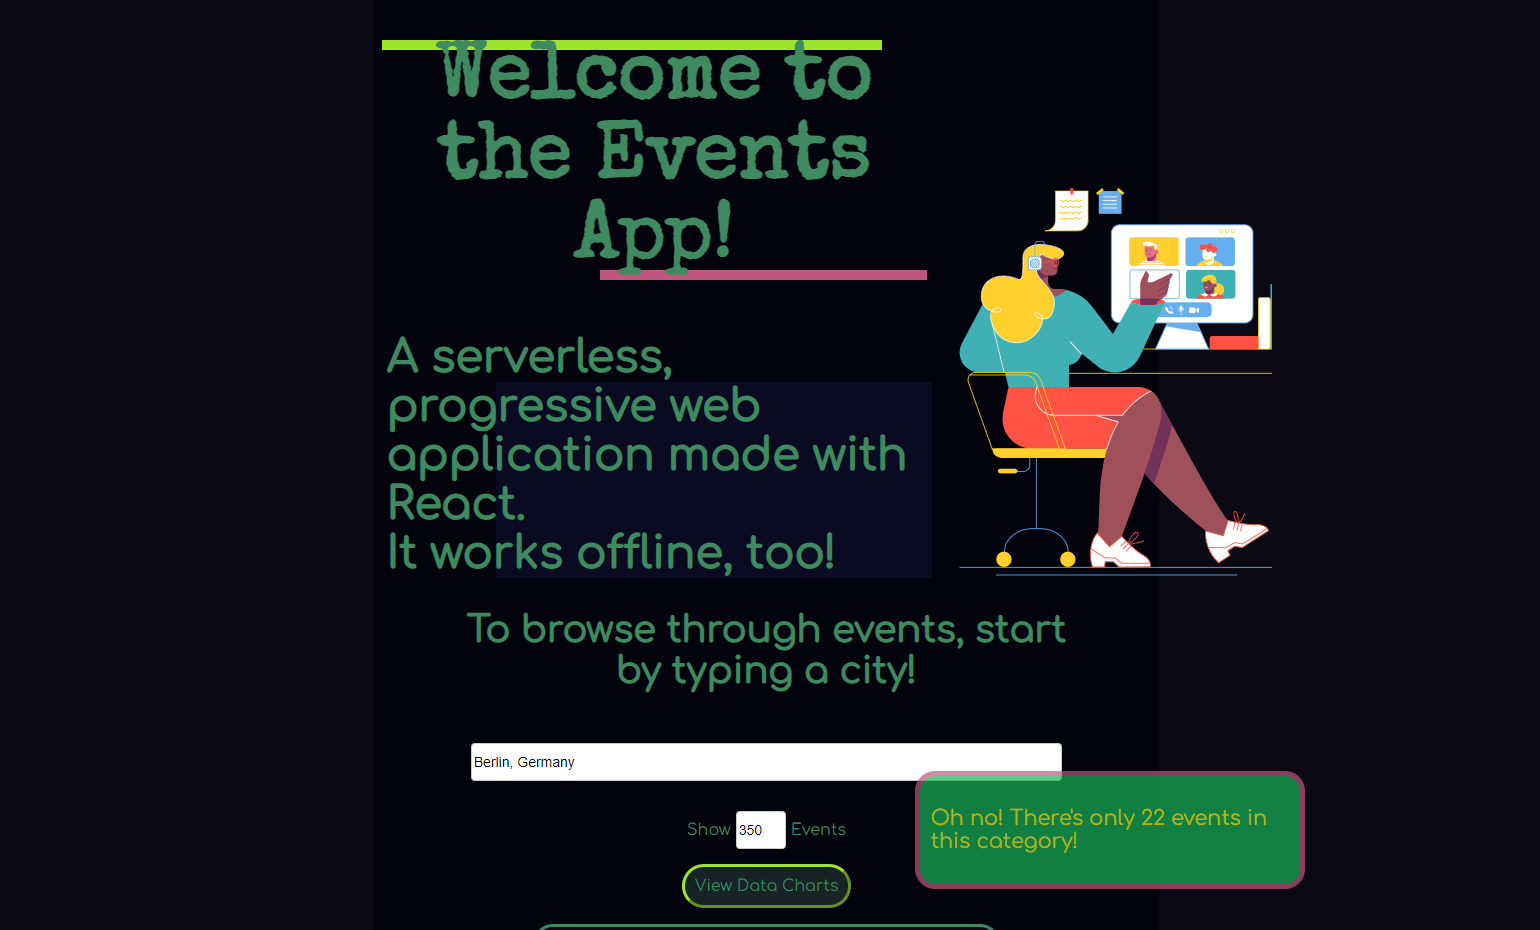 Welcome to
the Events
App!
A serverless,
progressive web
application made with
React.
It works offline, too!
To browse through events, start
by typing a city!
Berlin, Germany
Show 350 Events
Oh no! There's only 22 events in
this category!
View Data Charts